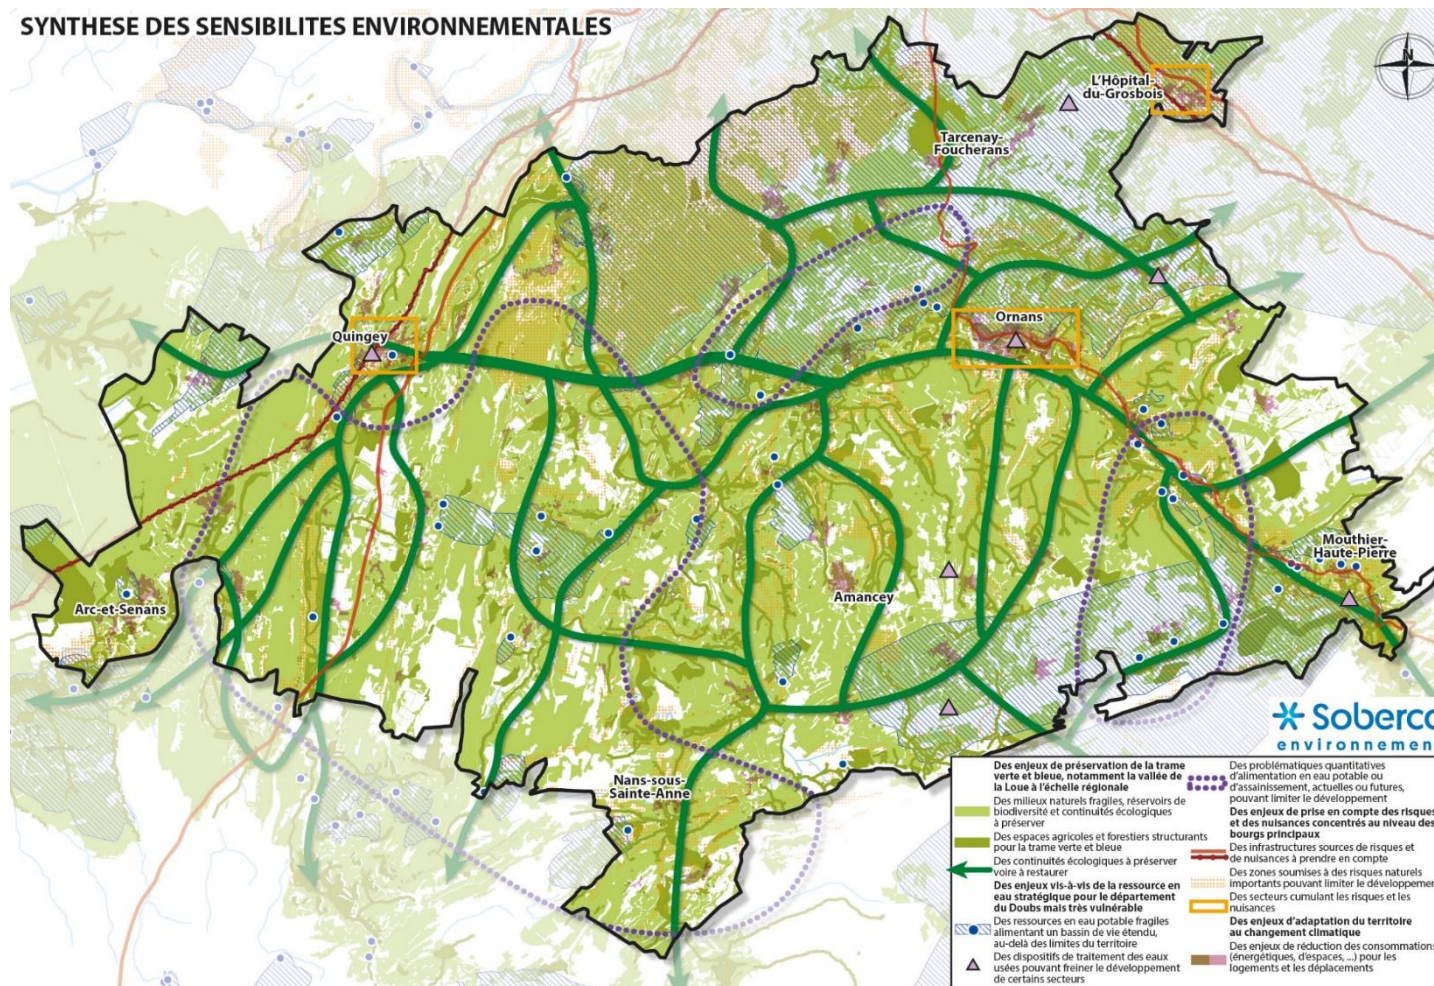 SYNTHESE DES SENSIBILITES ENVIRONNEMENTALES
N
L'Hôpital-
du-Grosbois
Tarcenay-
Foucherans
Ornans
Quingey
Mouthier-
Haute-Pierre
Arc-et-Senans
Amancey
Nans-sous-
Sainte-Anne
Soberco
environnemen
Des enjeux de préservation de la trame
verte et bleue, notamment la vallée de
la Loue à l'échelle régionale
Des milieux naturels fragiles, réservoirs de
biodiversité et continuités écologiques
à préserver
Des espaces agricoles et forestiers structurants
pour la trame verte et bleue
Des continuités écologiques à préserver
voire à restaurer
Des enjeux vis-à-vis de la ressource en
eau stratégique pour le département
du Doubs mais très vulnérable
Des ressources en eau potable fragiles
alimentant un bassin de vie étendu,
au-delà des limites du territoire
Des dispositifs de traitement des eaux
usées pouvant freiner le développement
de certains secteurs
Des problématiques quantitatives
d'alimentation en eau potable ou
d'assainissement, actuelles ou futures,
pouvant limiter le développement
Des enjeux de prise en compte des risques
et des nuisances concentrés au niveau des
bourgs principaux
Des infrastructures sources de risques et
de nuisances à prendre en compte
Des zones soumises à des risques naturels
importants pouvant limiter le développemen
Des secteurs cumulant les risques et les
nuisances
Des enjeux d'adaptation du territoire
au changement climatique
Des enjeux de réduction des consommations
(énergétiques, d'espaces, ...) pour les
logements et les déplacements